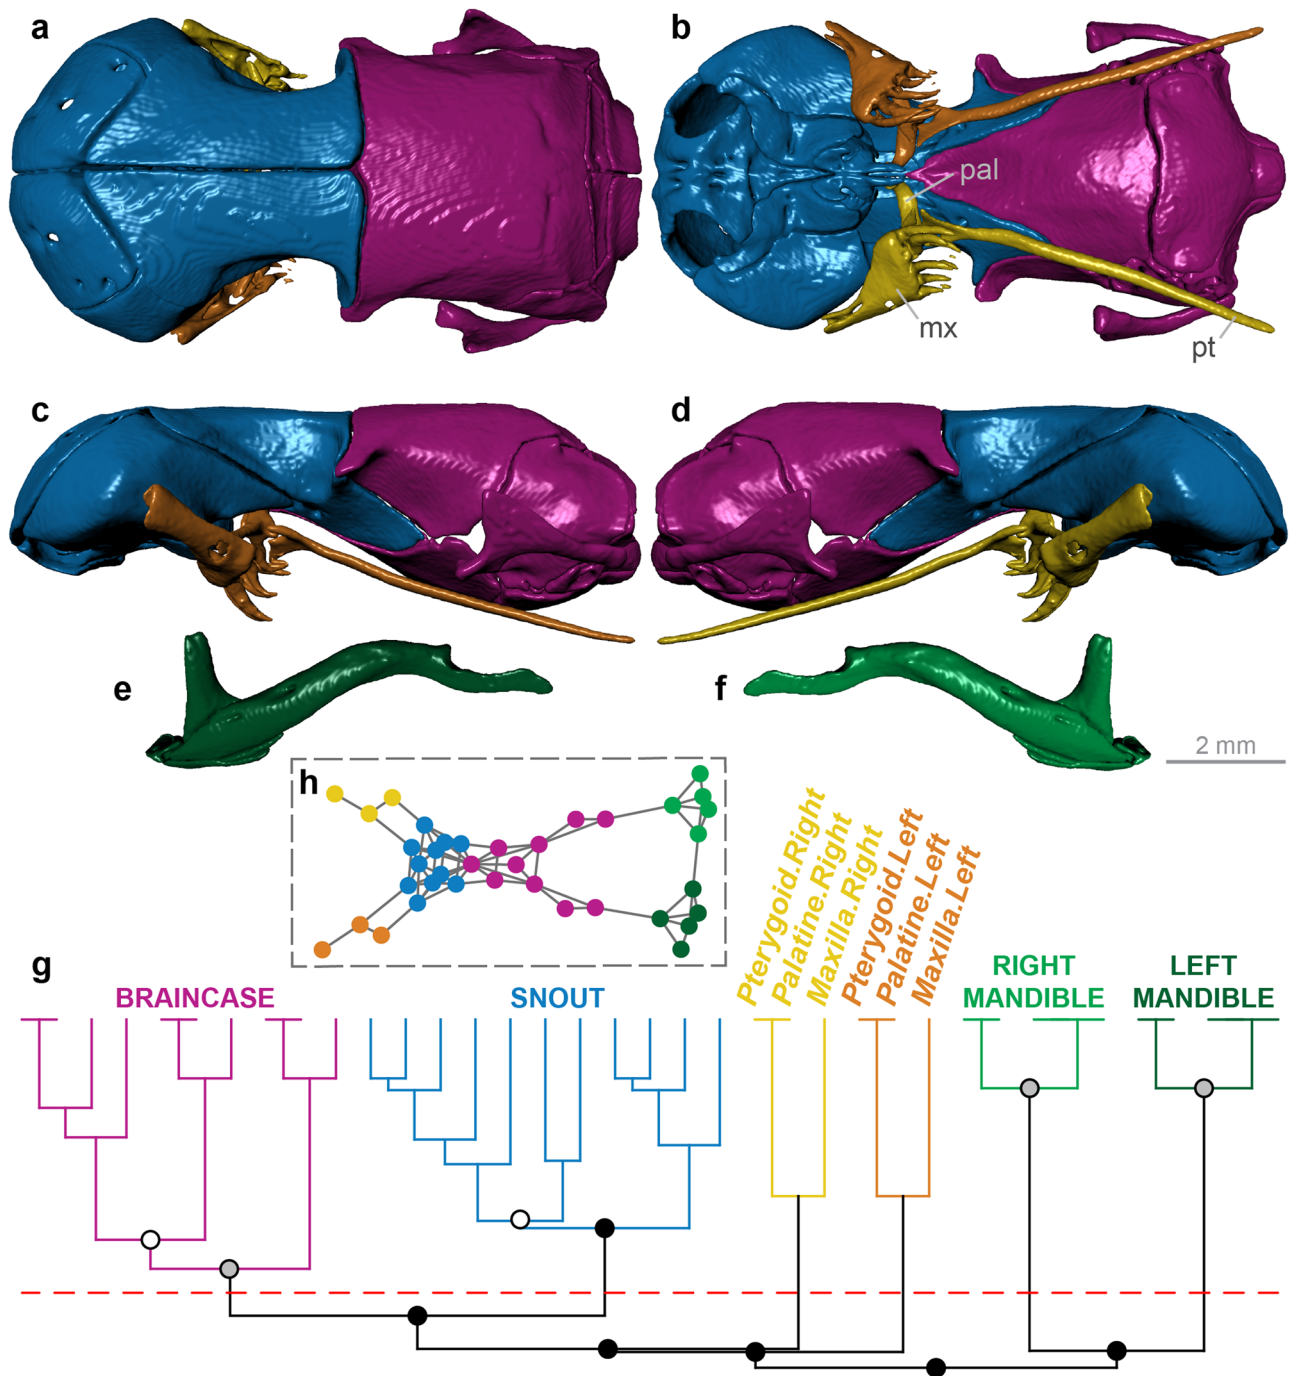 a
b
pal
mx
pt
c
d
e
f
2 mm
h
Pterygoid.Right
Palatine.Right
Maxilla.Right
Pterygoid.Left
Palatine.Left
Maxilla.Left
g
BRAINCASE
SNOUT
RIGHT
MANDIBLE
LEFT
MANDIBLE